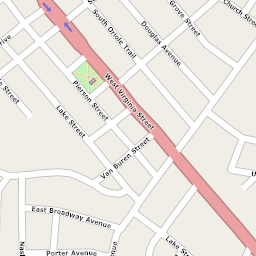 Church Street
Grove Street
South Oriole Trail
Douglas Avenue
West Virginia Street
Pierson Street
Street
Lake Street
Van Buren Street
East Broadway Avenue
Lake Str
Porter Avenue